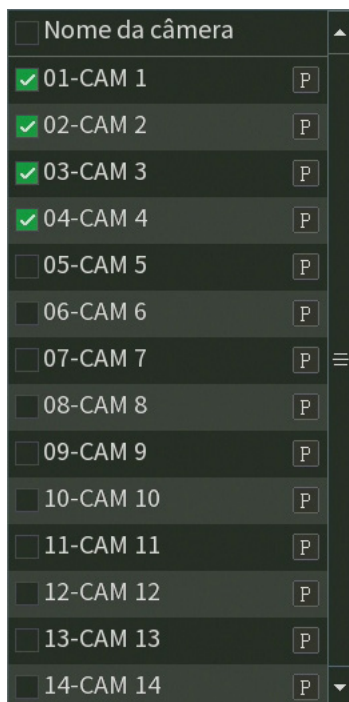 Nome da câmera
01-CAM 1 P
02-CAM 2 P
03-CAM 3 P
04-CAM 4 P
05-CAM 5 P
06-CAM 6 P
07-CAM 7 P
08-CAM 8 P
09-CAM 9 P
10-CAM 10 P
11-CAM 11 P
12-CAM 12 P
13-CAM 13 P
14-CAM 14 P